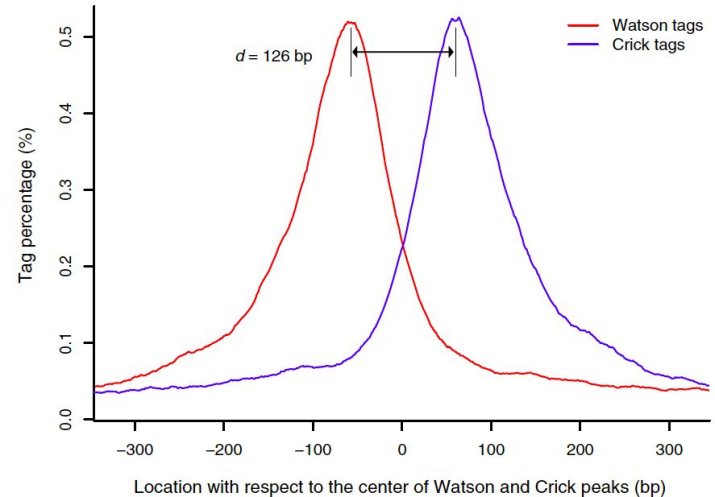 Watson tags
Crick tags
d = 126 bp
Tag percentage (%)
0.5
0.4
0.3
0.2
0.1
0.0
−300
−200
−100
0
100
200
300
Location with respect to the center of Watson and Crick peaks (bp)